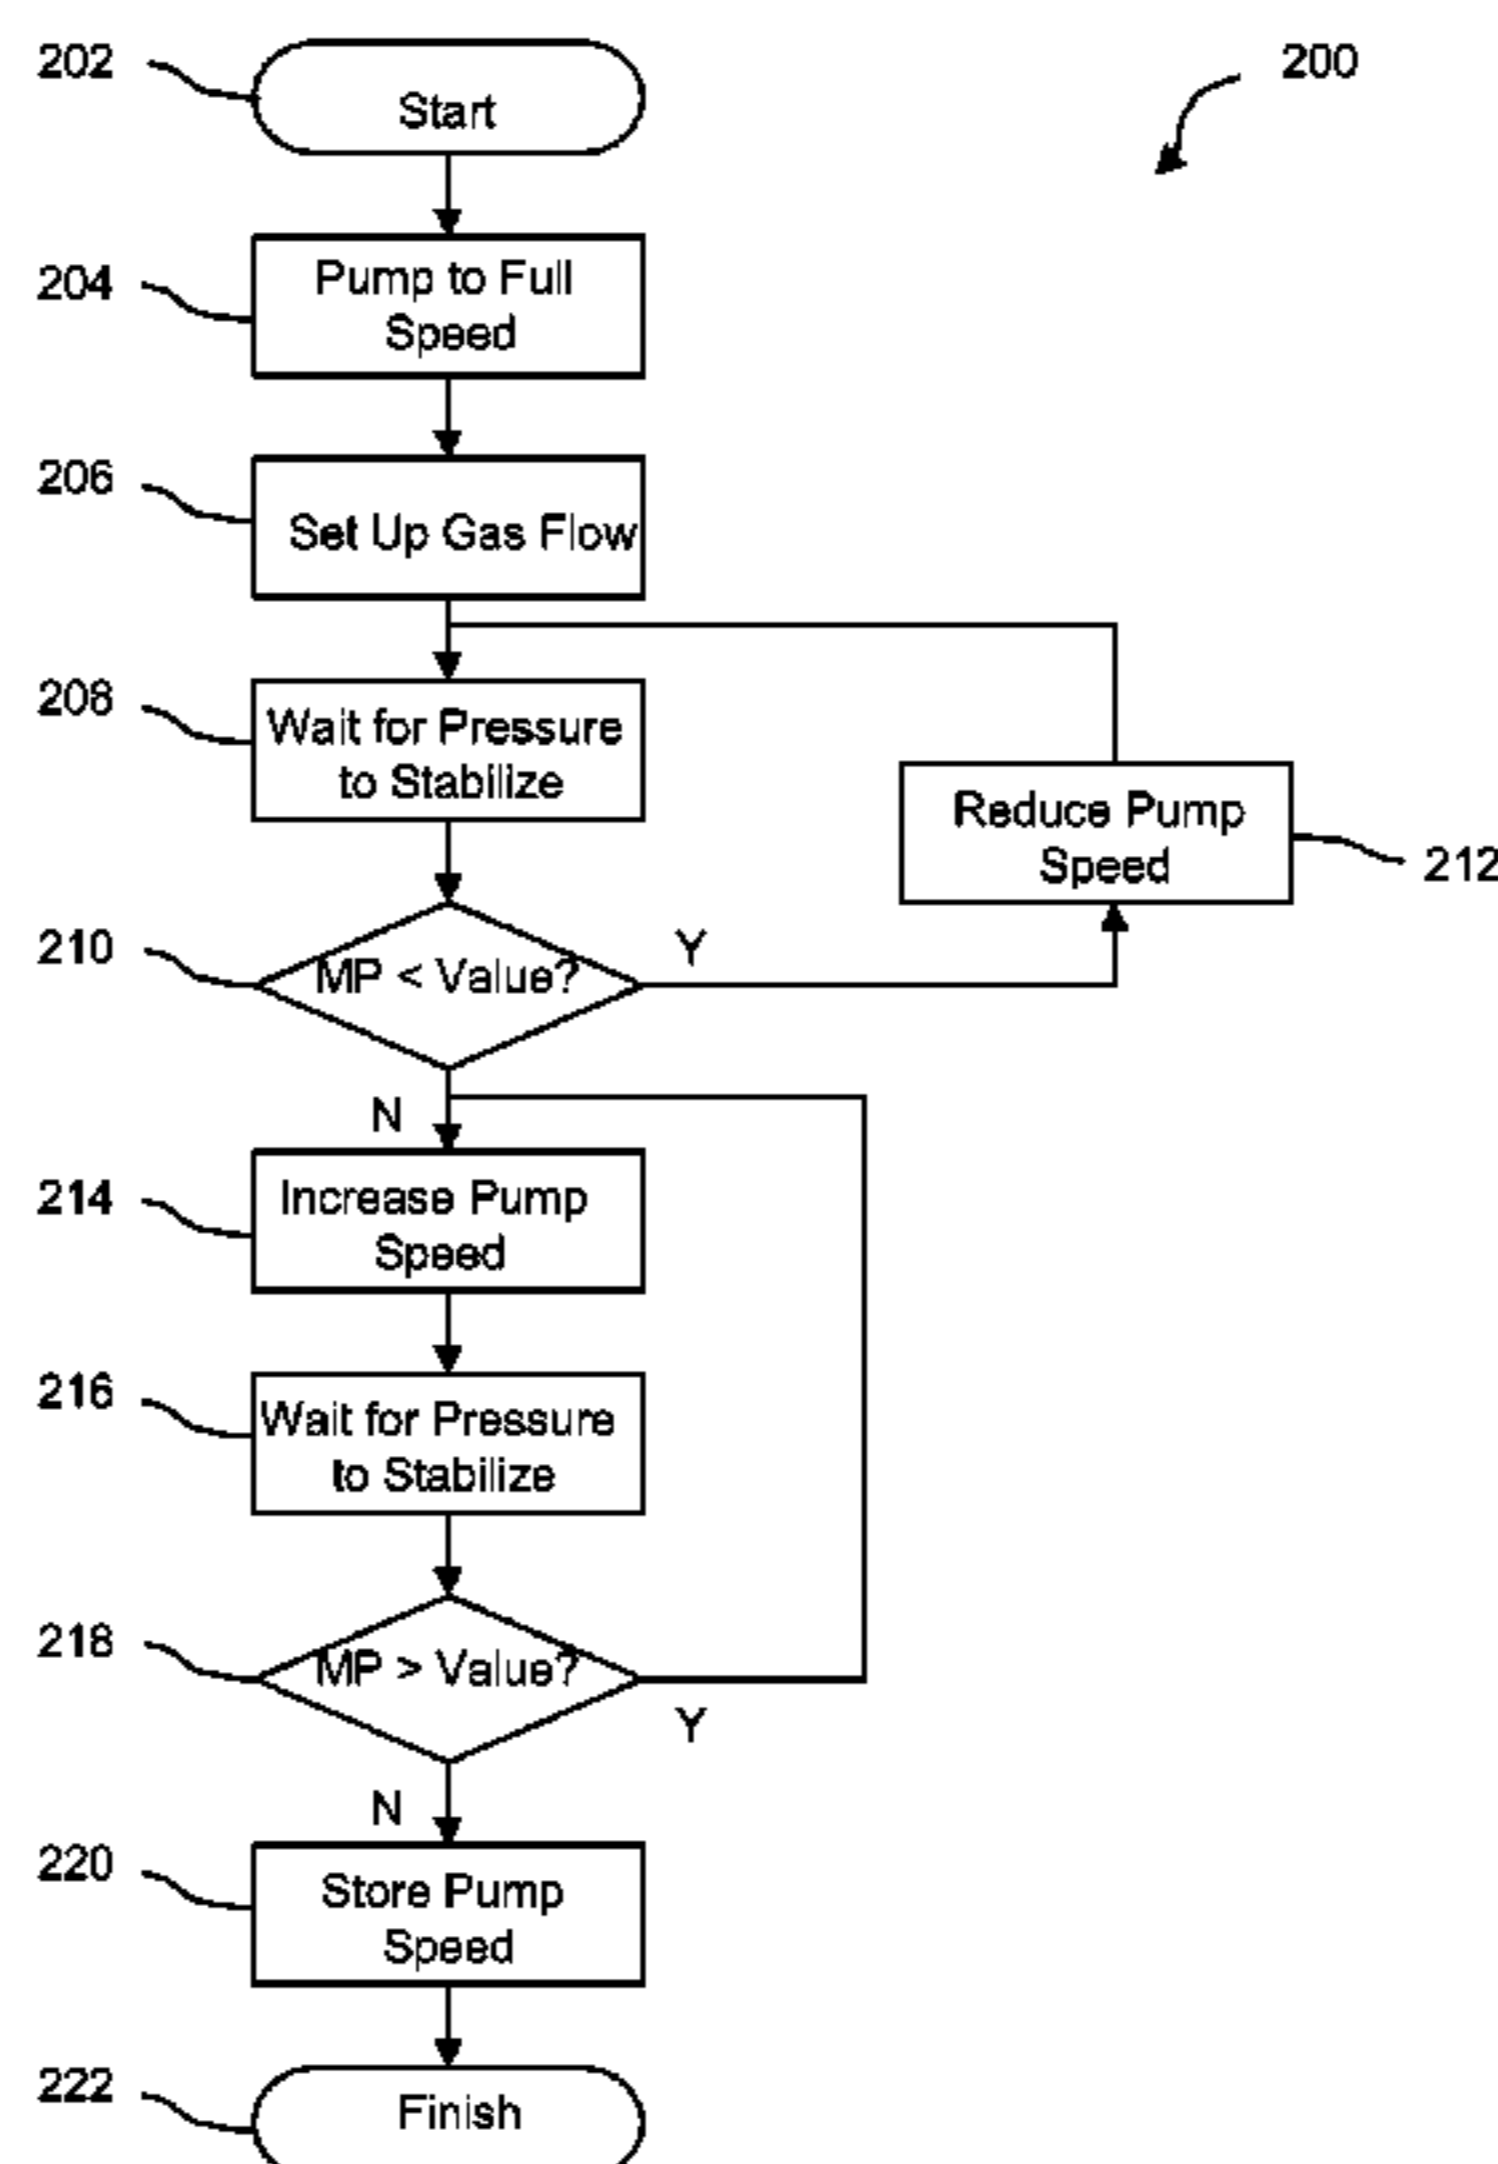 202
Start
200
204
Pump to Full
Speed
206
Set Up Gas Flow
208
Wait for Pressure
to Stabilize
Reduce Pump
Speed
212
210
MP < Value?
Y
N
214
Increase Pump
Speed
216
Wait for Pressure
to Stabilize
218
MP > Value?
Y
N
220
Store Pump
Speed
222
Finish